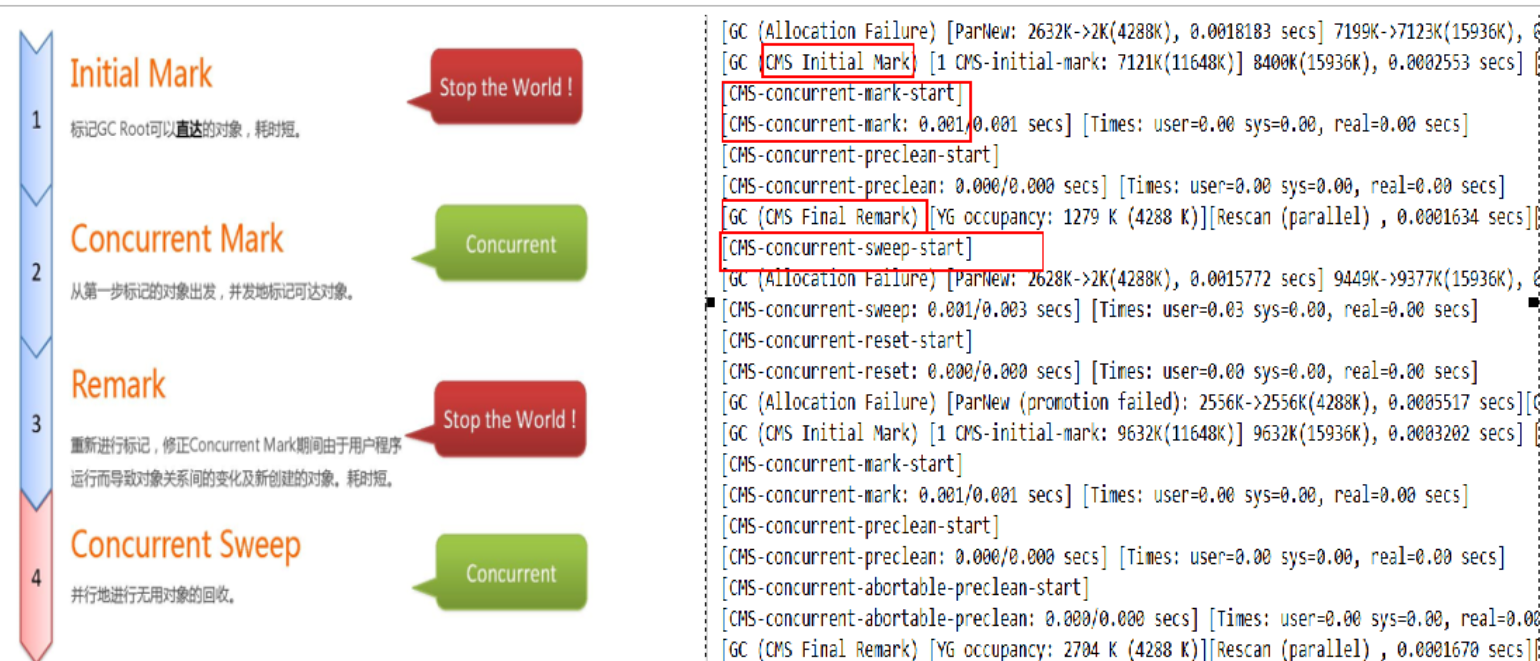 1
Initial Mark
标记GC Root可以直达的对象，耗时短。
Stop the World !
2
Concurrent Mark
从第一步标记的对象出发，并发地标记可达对象。
Concurrent
3
Remark
重新进行标记，修正Concurrent Mark期间由于用户程序
运行而导致对象关系间的变化及新创建的对象。耗时短。
Stop the World !
4
Concurrent Sweep
并行地进行无用对象的回收。
Concurrent
[GC (Allocation Failure) [ParNew: 2632K->2K(4288K), 0.0018183 secs] 7199K->7123K(15936K),
[GC (CMS Initial Mark) [1 CMS-initial-mark: 7121K(11648K)] 8400K(15936K), 0.0002553 secs]
[CMS-concurrent-mark-start]
[CMS-concurrent-mark: 0.001/0.001 secs] [Times: user=0.00 sys=0.00, real=0.00 secs]
[CMS-concurrent-preclean-start]
[CMS-concurrent-preclean: 0.000/0.000 secs] [Times: user=0.00 sys=0.00, real=0.00 secs]
[GC (CMS Final Remark) [YG occupancy: 1279 K (4288 K)][Rescan (parallel) , 0.0001634 secs]
[CMS-concurrent-sweep-start]
[GC (Allocation Failure) [ParNew: 2628K->2K(4288K), 0.0015772 secs] 9449K->9377K(15936K),
[CMS-concurrent-sweep: 0.001/0.003 secs] [Times: user=0.03 sys=0.00, real=0.00 secs]
[CMS-concurrent-reset-start]
[CMS-concurrent-reset: 0.000/0.000 secs] [Times: user=0.00 sys=0.00, real=0.00 secs]
[GC (Allocation Failure) [ParNew (promotion failed): 2556K->2556K(4288K), 0.0005517 secs]
[GC (CMS Initial Mark) [1 CMS-initial-mark: 9632K(11648K)] 9632K(15936K), 0.0003202 secs]
[CMS-concurrent-mark-start]
[CMS-concurrent-mark: 0.001/0.001 secs] [Times: user=0.00 sys=0.00, real=0.00 secs]
[CMS-concurrent-preclean-start]
[CMS-concurrent-preclean: 0.000/0.000 secs] [Times: user=0.00 sys=0.00, real=0.00 secs]
[CMS-concurrent-abortable-preclean-start]
[CMS-concurrent-abortable-preclean: 0.000/0.000 secs] [Times: user=0.00 sys=0.00, real=0.00
[GC (CMS Final Remark) [YG occupancy: 2704 K (4288 K)][Rescan (parallel) , 0.0001670 secs]